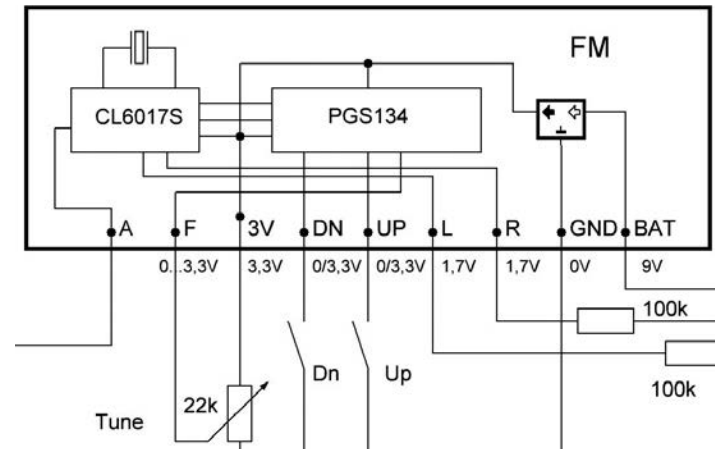 FM
CL6017S PGS134
A F 3V DN UP L R GND BAT
0...3,3V 3,3V 0/3,3V 0/3,3V 1,7V 1,7V 0V 9V
100k
Dn Up
100k
22k
Tune